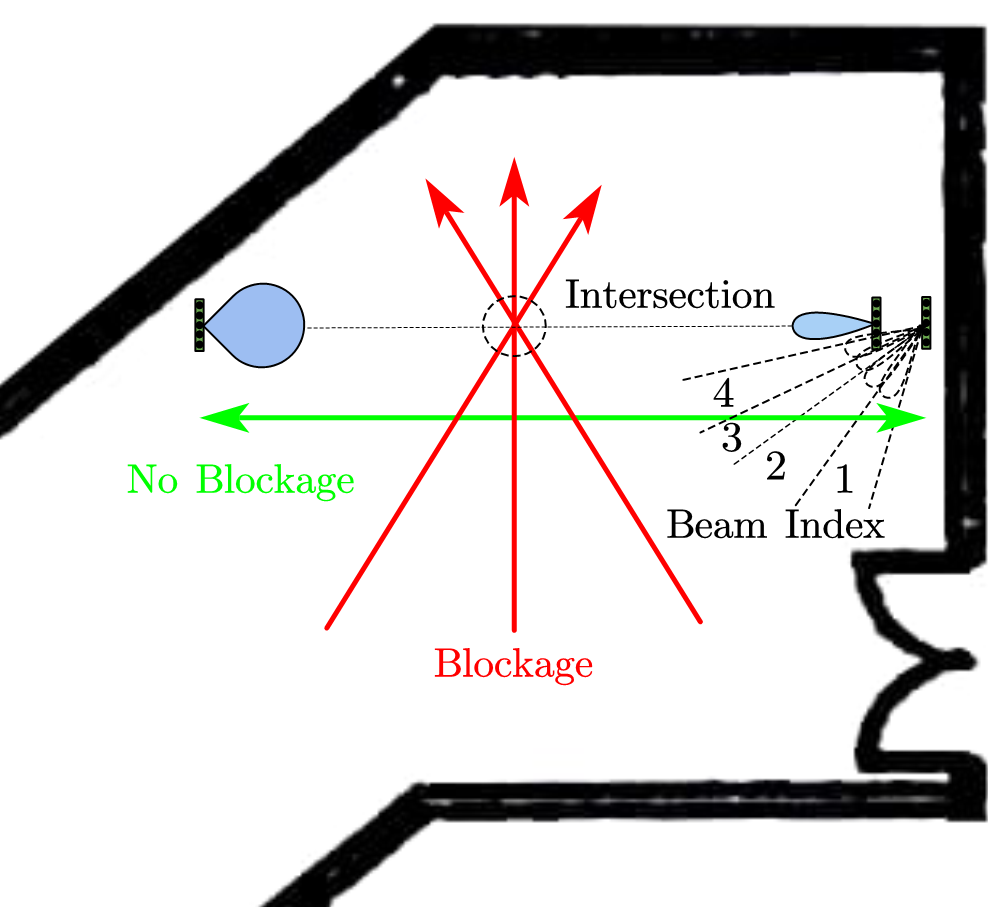 Intersection
4
3
2
1
No Blockage
Beam Index
Blockage